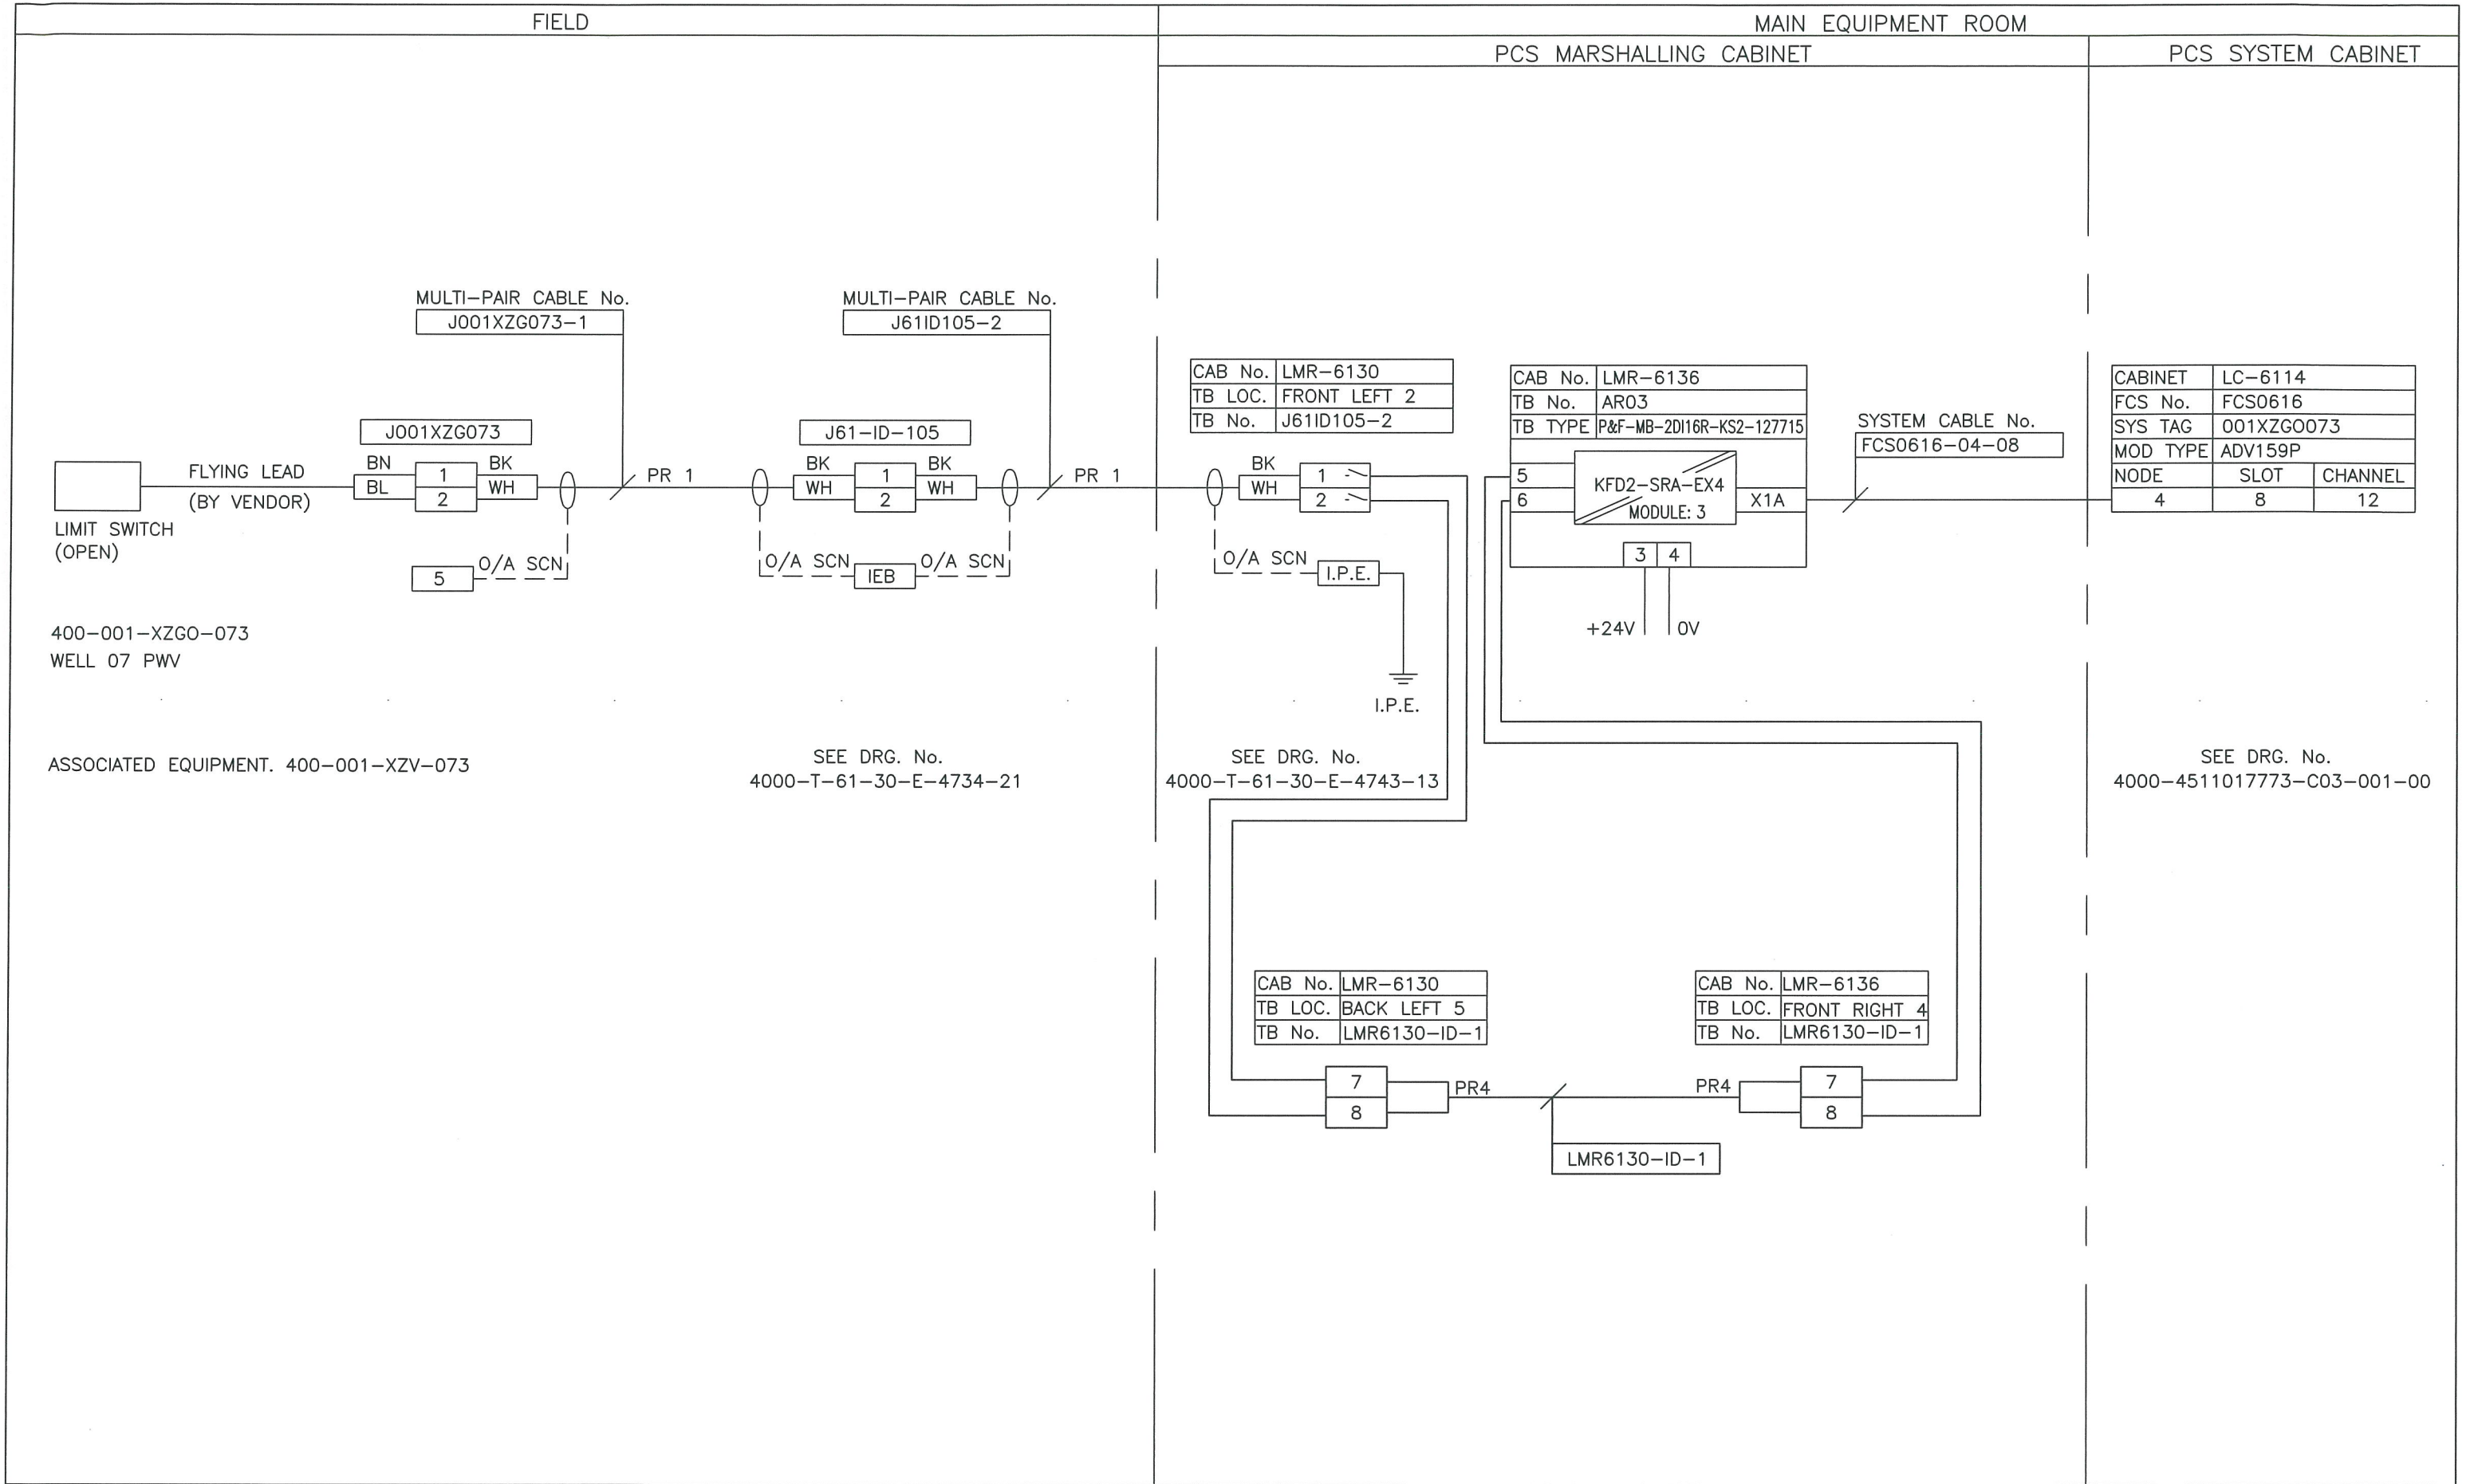 FIELD
MAIN EQUIPMENT ROOM
PCS MARSHALLING CABINET
PCS SYSTEM CABINET
MULTI-PAIR CABLE No.
J001XZG073-1
MULTI-PAIR CABLE No.
J61ID105-2
J001XZG073
J61-ID-105
FLYING LEAD
(BY VENDOR)
LIMIT SWITCH
(OPEN)
BN 1 BK
BL 2 WH
PR 1
O/A SCN
5
BK 1 BK
WH 2 WH
PR 1
O/A SCN IEB O/A SCN
400-001-XZGO-073
WELL 07 PWV
ASSOCIATED EQUIPMENT. 400-001-XZV-073
SEE DRG. No.
4000-T-61-30-E-4734-21
CAB No. LMR-6130
TB LOC. FRONT LEFT 2
TB No. J61ID105-2
BK 1
WH 2
O/A SCN I.P.E.
I.P.E.
SEE DRG. No.
4000-T-61-30-E-4743-13
CAB No. LMR-6136
TB No. AR03
TB TYPE P&F-MB-2DI16R-KS2-127715
5
6
KFD2-SRA-EX4
MODULE: 3
X1A
3 4
+24V 0V
SYSTEM CABLE No.
FCS0616-04-08
CABINET LC-6114
FCS No. FCS0616
SYS TAG 001XZGO073
MOD TYPE ADV159P
NODE SLOT CHANNEL
4 8 12
SEE DRG. No.
4000-4511017773-C03-001-00
CAB No. LMR-6130
TB LOC. BACK LEFT 5
TB No. LMR6130-ID-1
7
8
PR4
CAB No. LMR-6136
TB LOC. FRONT RIGHT 4
TB No. LMR6130-ID-1
PR4
7
8
LMR6130-ID-1